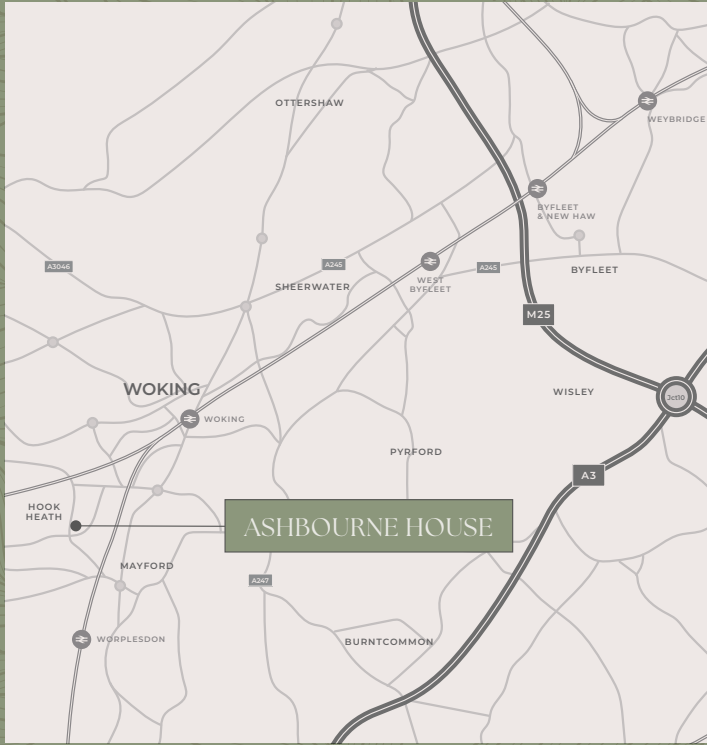 OTTERSHAW
WEYBRIDGE
BYFLEET
& NEW HAW
A3046
A245
A245
BYFLEET
WEST
BYFLEET
SHEERWATER
M25
WOKING
WISLEY
Jct10
WOKING
PYRFORD
A3
HOOK
HEATH
ASHBOURNE HOUSE
MAYFORD
A247
WORPLESDON
BURNTCOMMON